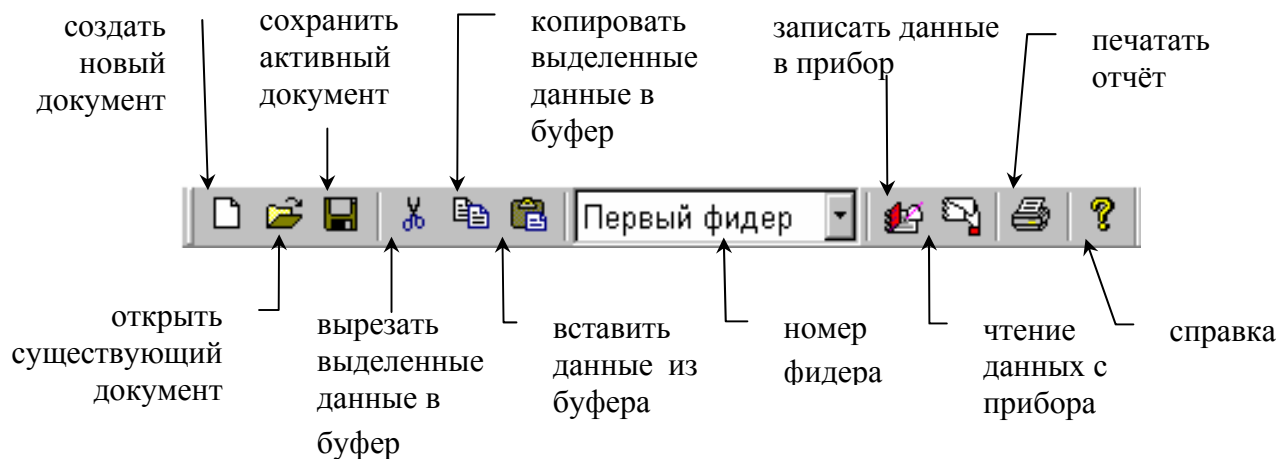 создать
новый
документ
сохранить
активный
документ
копировать
выделенные
данные в
буфер
записать данные
в прибор
печатать
отчёт
Первый фидер
открыть
существующий
документ
вырезать
выделенные
данные в
буфер
вставить
данные из
буфера
номер
фидера
чтение
данных с
прибора
справка